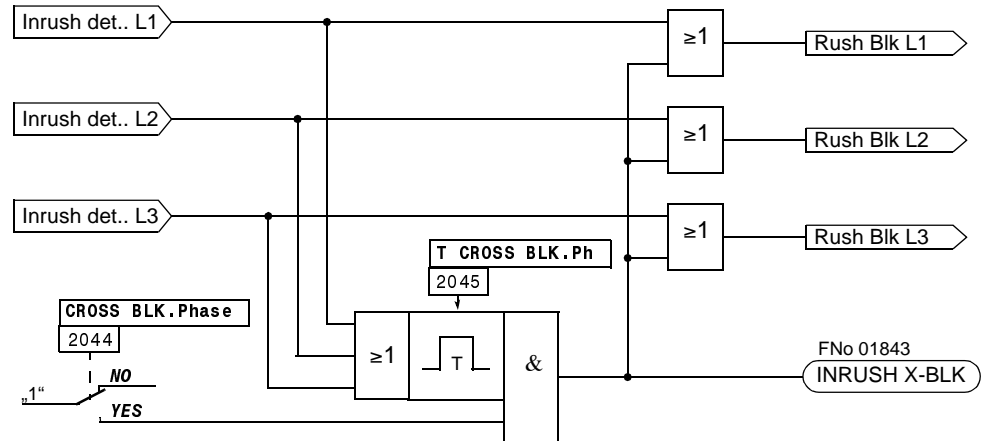 Inrush det.. L1
≥1
Rush Blk L1
Inrush det.. L2
≥1
Rush Blk L2
Inrush det.. L3
≥1
Rush Blk L3
T CROSS BLK.Ph
2045
CROSS BLK.Phase
2044
≥1
T
&
FNo 01843
INRUSH X-BLK
„1“
NO
YES